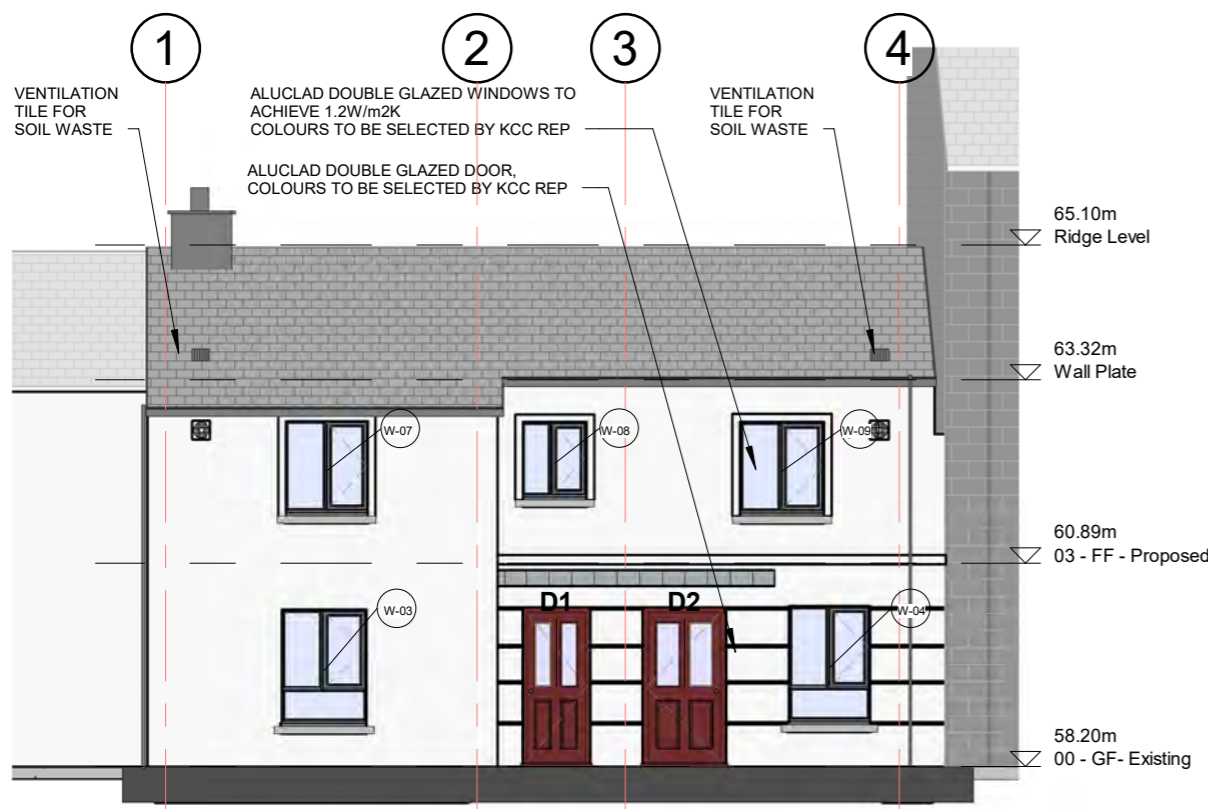 1
2
3
4
VENTILATION
TILE FOR
SOIL WASTE
ALUCLAD DOUBLE GLAZED WINDOWS TO
ACHIEVE 1.2W/m2K
COLOURS TO BE SELECTED BY KCC REP
ALUCLAD DOUBLE GLAZED DOOR,
COLOURS TO BE SELECTED BY KCC REP
VENTILATION
TILE FOR
SOIL WASTE
65.10m
Ridge Level
63.32m
Wall Plate
W-07
W-08
W-09
60.89m
03 - FF - Proposed
D1
D2
W-03
W-04
58.20m
00 - GF- Existing